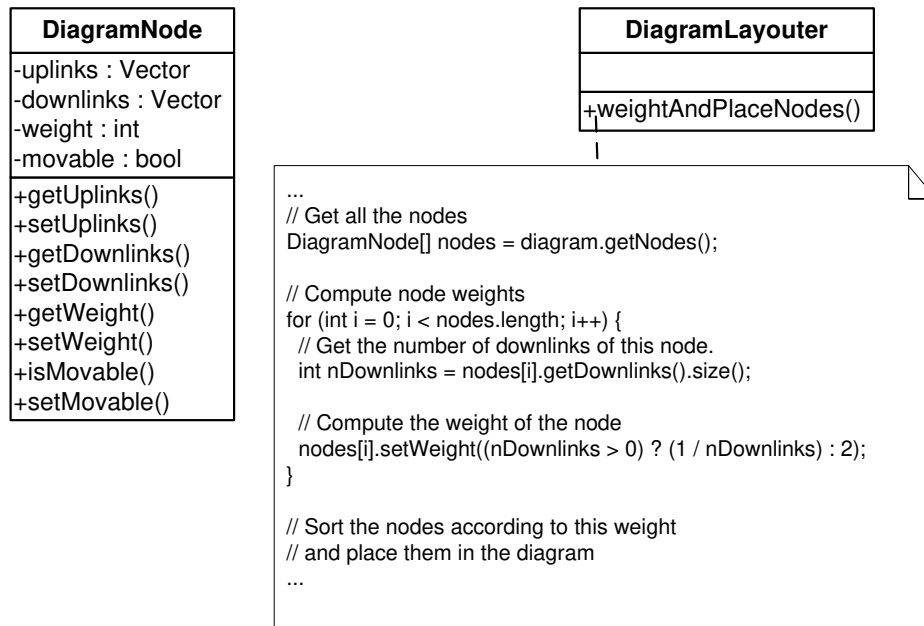 DiagramNode
-uplinks : Vector
-downlinks : Vector
-weight : int
-movable : bool
+getUplinks()
+setUplinks()
+getDownlinks()
+setDownlinks()
+getWeight()
+setWeight()
+isMovable()
+setMovable()
DiagramLayouter
+weightAndPlaceNodes()
...
// Get all the nodes
DiagramNode[] nodes = diagram.getNodes();
// Compute node weights
for (int i = 0; i < nodes.length; i++) {
// Get the number of downlinks of this node.
int nDownlinks = nodes[i].getDownlinks().size();
// Compute the weight of the node
nodes[i].setWeight((nDownlinks > 0) ? (1 / nDownlinks) : 2);
}
// Sort the nodes according to this weight
// and place them in the diagram
...